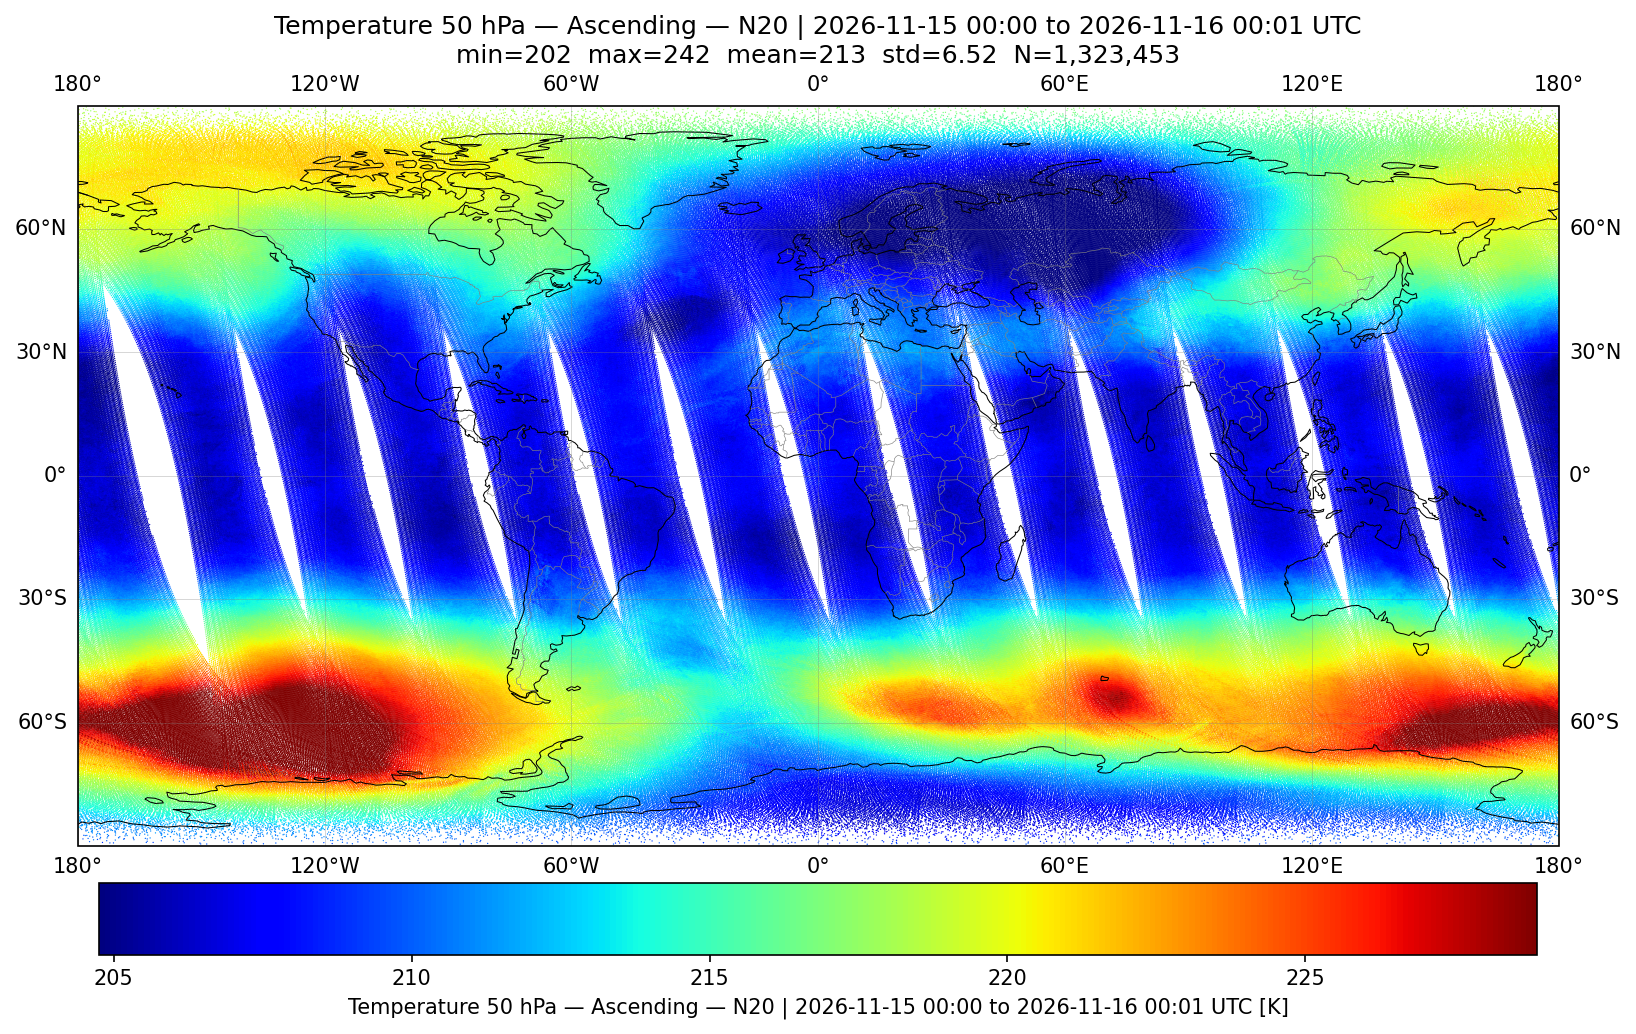 Temperature 50 hPa — Ascending — N20 | 2026-11-15 00:00 to 2026-11-16 00:01 UTC
min=202  max=242  mean=213  std=6.52  N=1,323,453
180° 120°W 60°W 0° 60°E 120°E 180°
60°N 60°N
30°N 30°N
0° 0°
30°S 30°S
60°S 60°S
180° 120°W 60°W 0° 60°E 120°E 180°
205 210 215 220 225
Temperature 50 hPa — Ascending — N20 | 2026-11-15 00:00 to 2026-11-16 00:01 UTC [K]